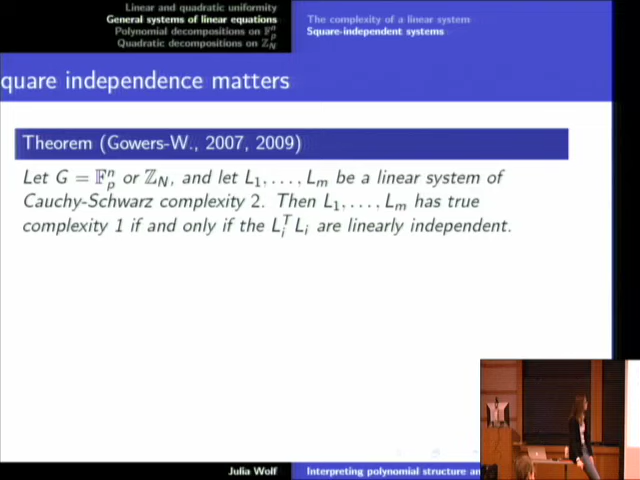 Linear and quadratic uniformity
General systems of linear equations
Polynomial decompositions on 𝔽ₚⁿ
Quadratic decompositions on ℤ_N
The complexity of a linear system
Square-independent systems
quare independence matters
Theorem (Gowers-W., 2007, 2009)
Let G = 𝔽ₚⁿ or ℤ_N, and let L₁, . . . , Lₘ be a linear system of
Cauchy-Schwarz complexity 2. Then L₁, . . . , Lₘ has true
complexity 1 if and only if the LᵢᵀLᵢ are linearly independent.
Julia Wolf
Interpreting polynomial structure an